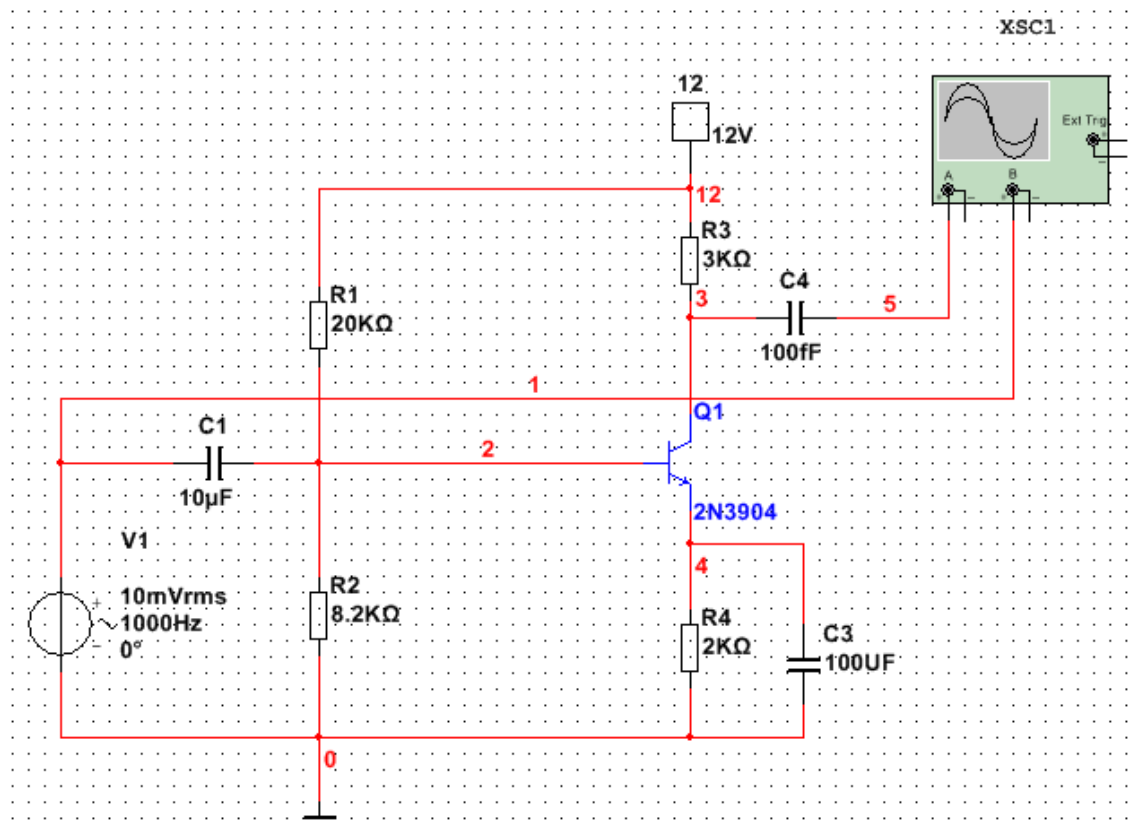 XSC1
12
12V
Ext Trig
+
−
A
B
+
−
+
−
12
R3
3KΩ
3
C4
5
100fF
R1
20KΩ
1
Q1
C1
2
10µF
2N3904
V1
4
+
10mVrms
1000Hz
−
0°
R2
8.2KΩ
R4
2KΩ
C3
100UF
0